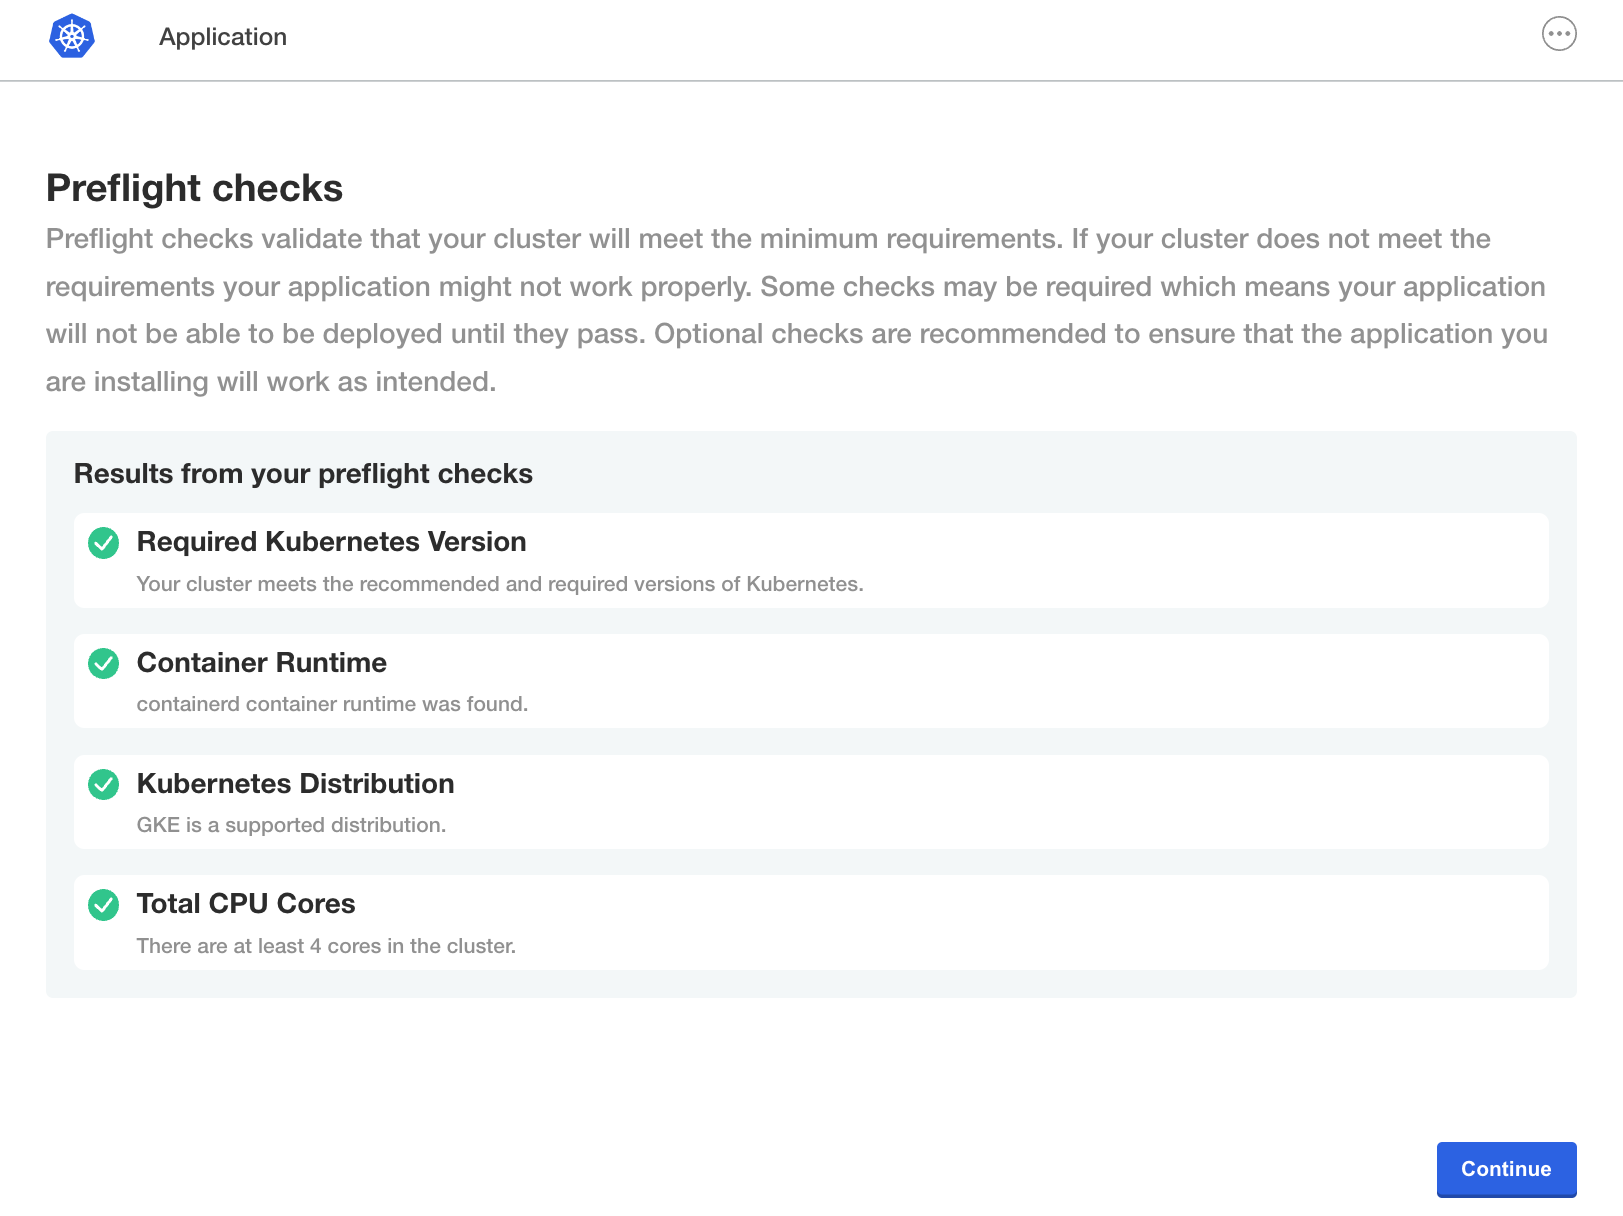 Application
Preflight checks
Preflight checks validate that your cluster will meet the minimum requirements. If your cluster does not meet the
requirements your application might not work properly. Some checks may be required which means your application
will not be able to be deployed until they pass. Optional checks are recommended to ensure that the application you
are installing will work as intended.
Results from your preflight checks
Required Kubernetes Version
Your cluster meets the recommended and required versions of Kubernetes.
Container Runtime
containerd container runtime was found.
Kubernetes Distribution
GKE is a supported distribution.
Total CPU Cores
There are at least 4 cores in the cluster.
Continue